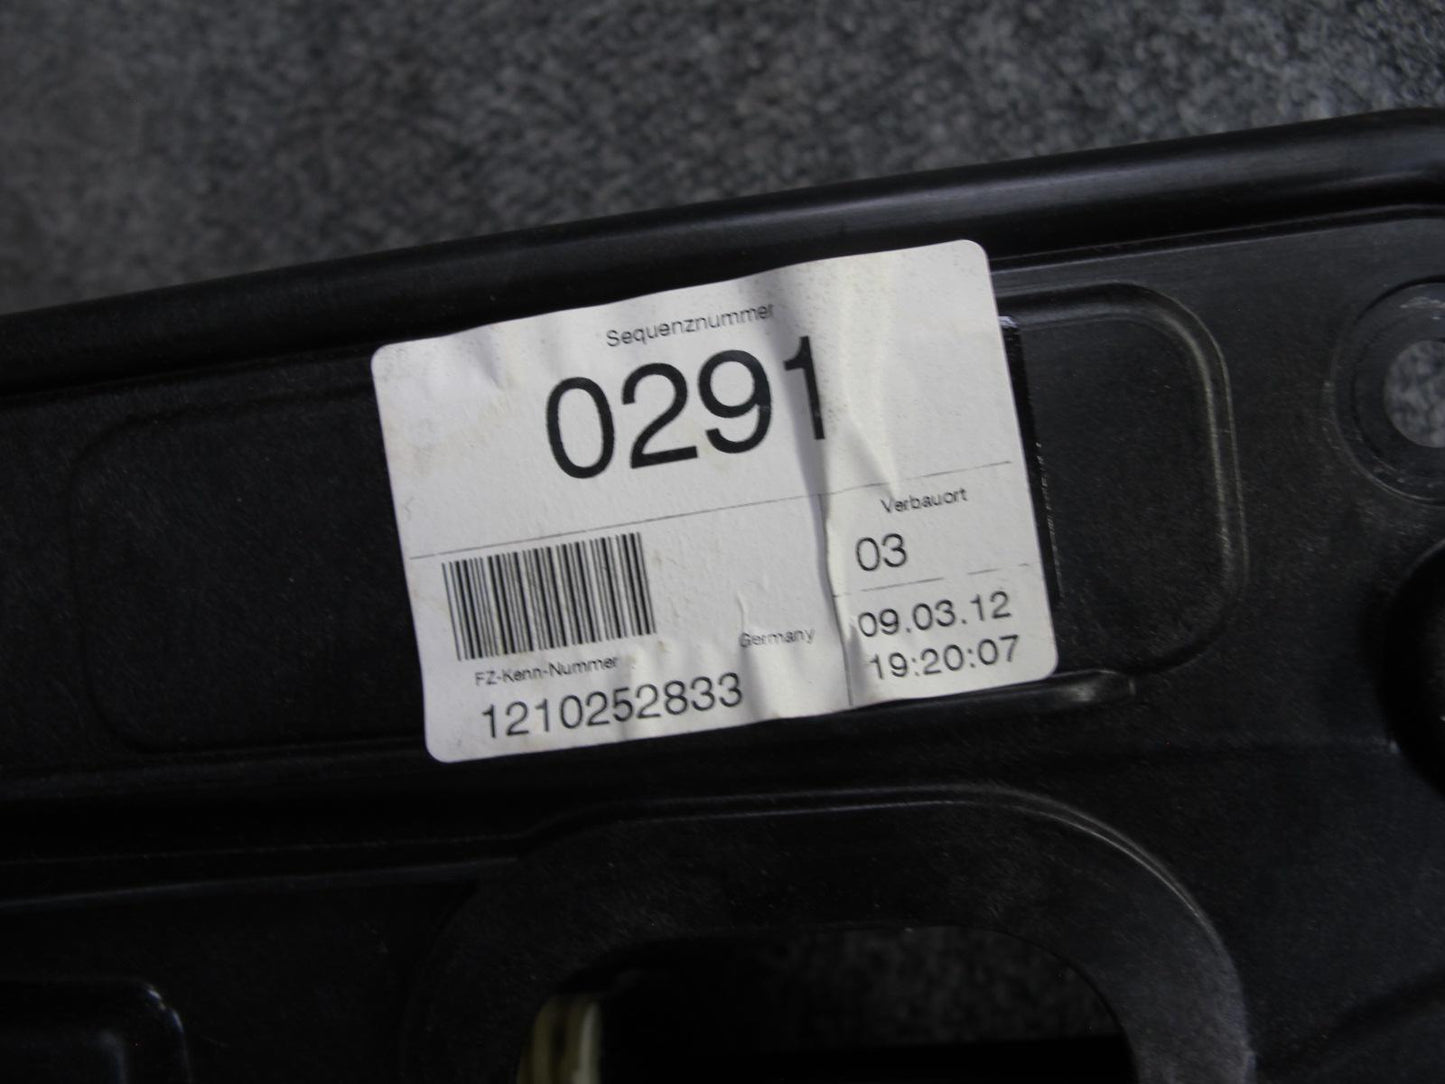 Sequenznummer
0291
Verbauort
03
Germany
09.03.12
FZ-Kenn-Nummer
19:20:07
1210252833